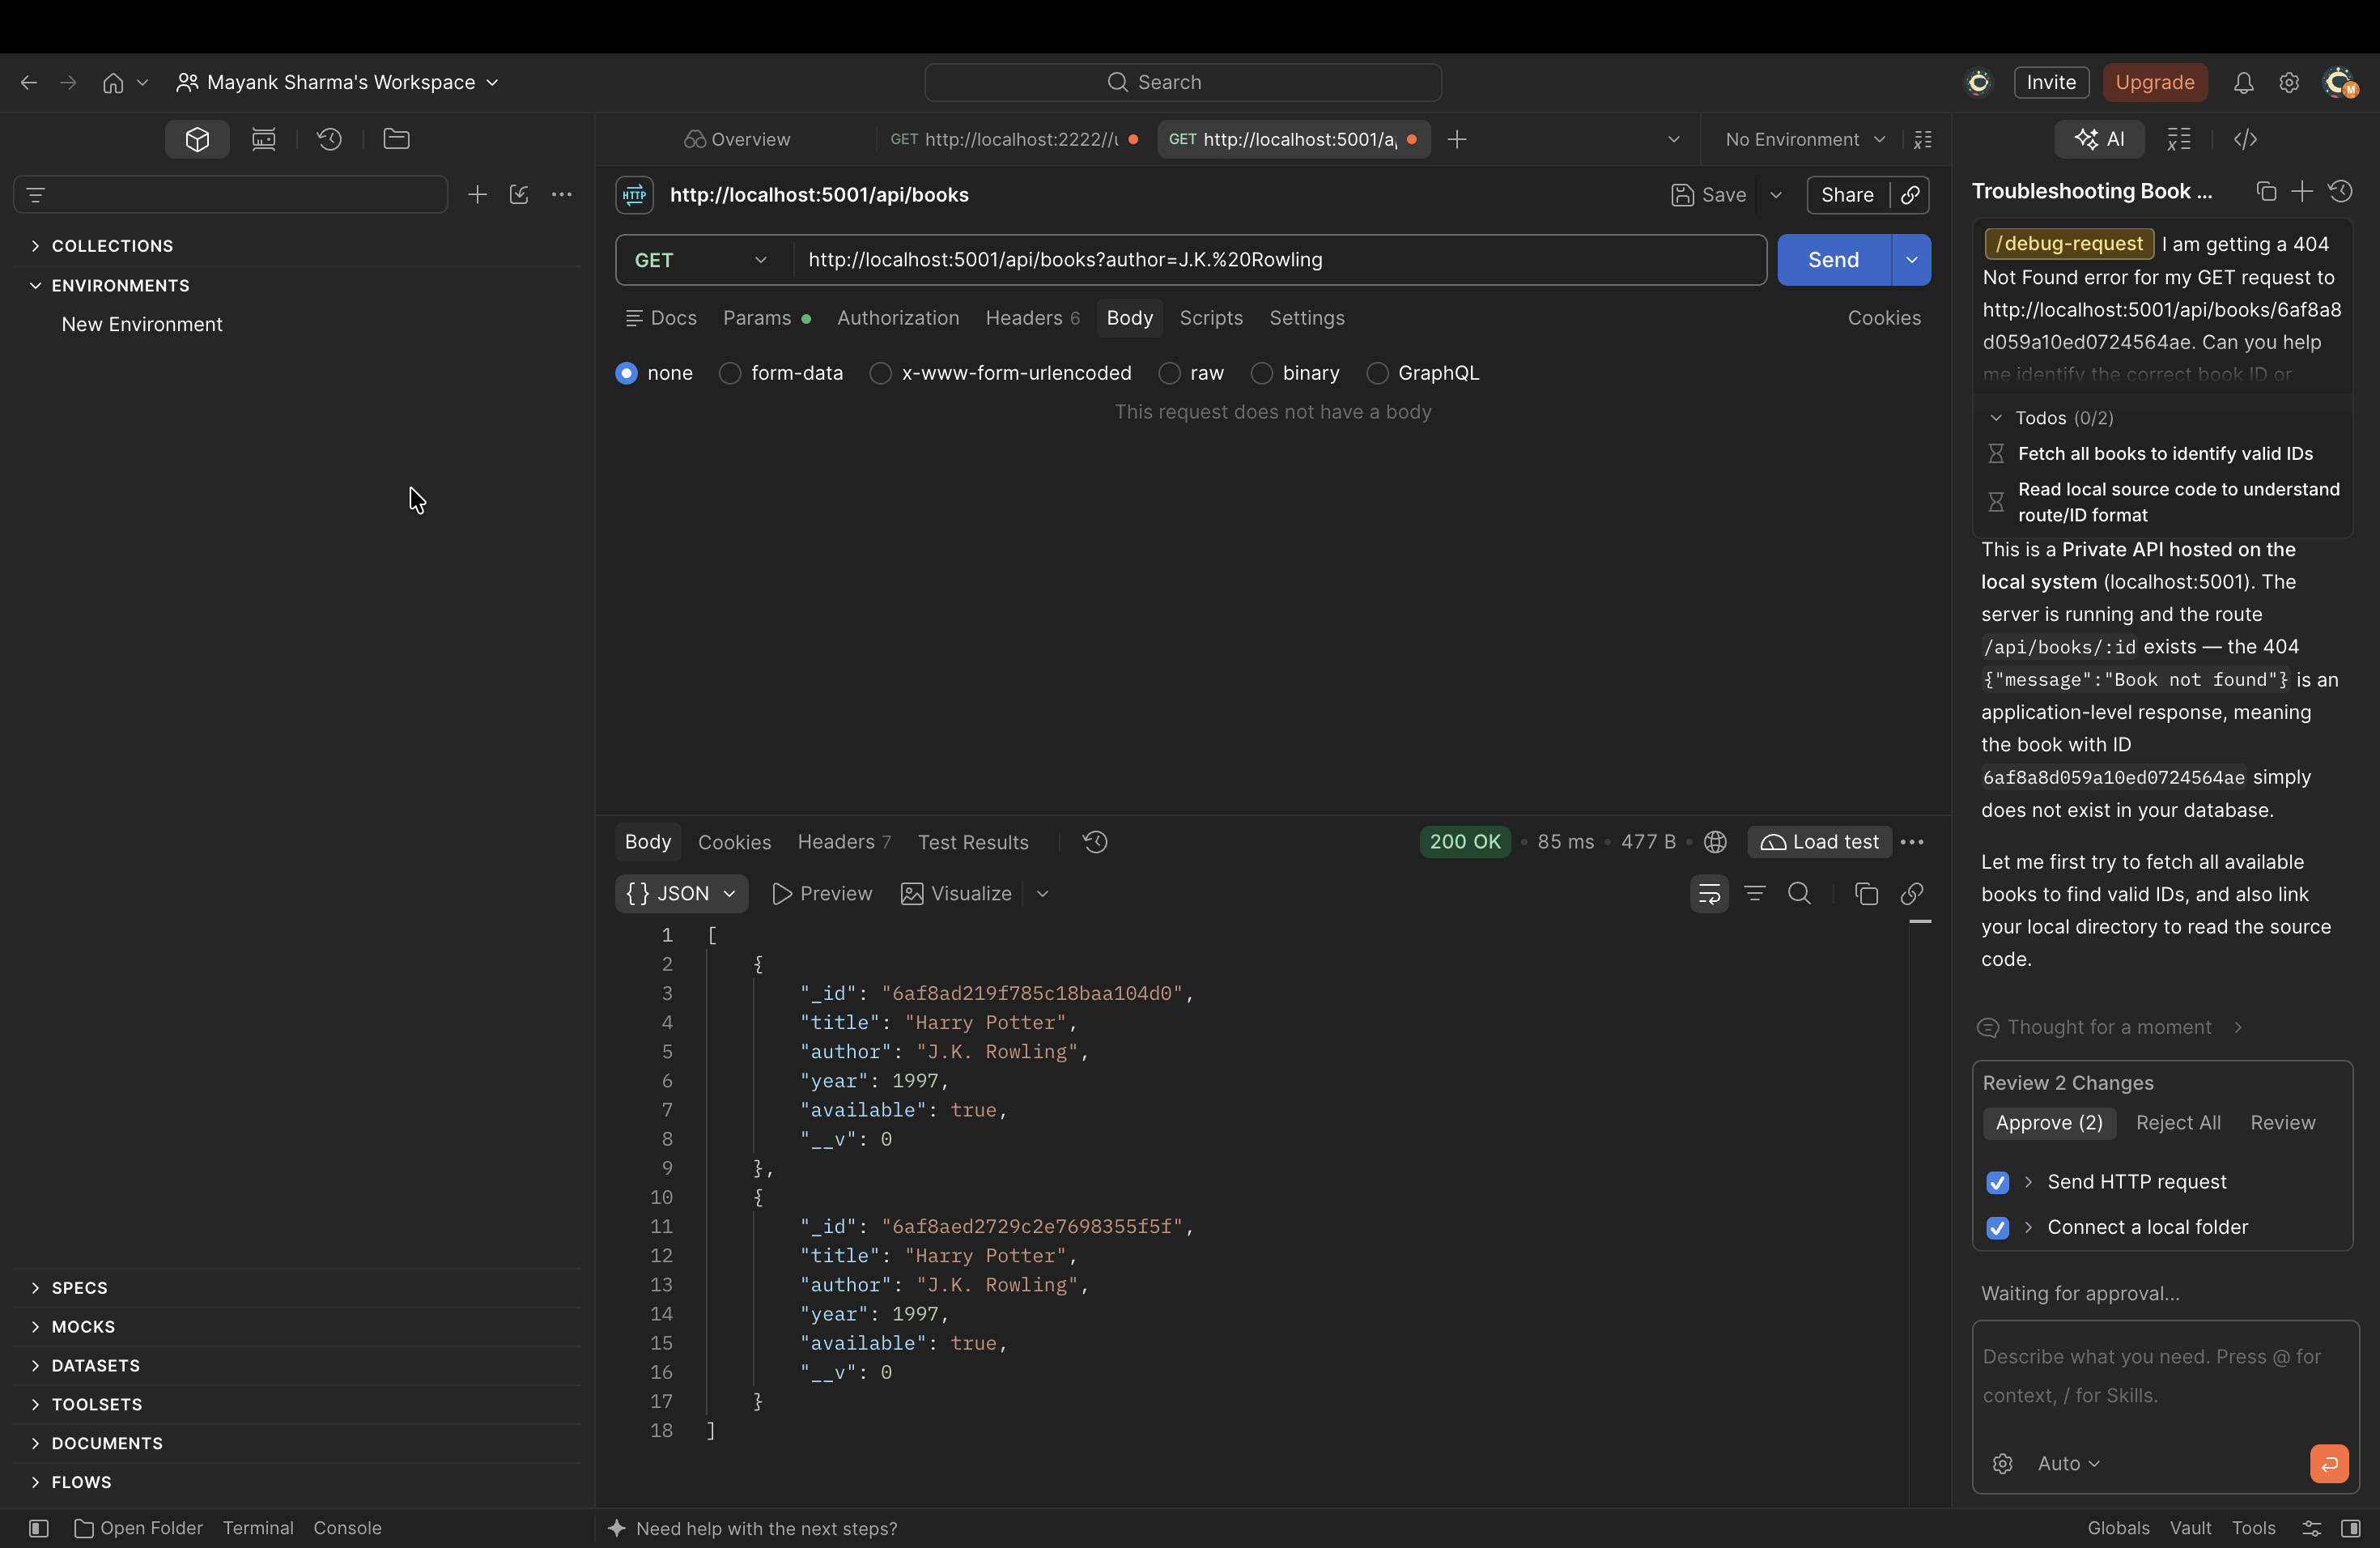 Mayank Sharma's Workspace
Search
Invite
Upgrade
M
Overview
GET http://localhost:2222//u
GET http://localhost:5001/a
No Environment
AI
COLLECTIONS
ENVIRONMENTS
New Environment
SPECS
MOCKS
DATASETS
TOOLSETS
DOCUMENTS
FLOWS
HTTP http://localhost:5001/api/books
Save
Share
GET http://localhost:5001/api/books?author=J.K.%20Rowling
Send
Docs Params Authorization Headers 6 Body Scripts Settings Cookies
none form-data x-www-form-urlencoded raw binary GraphQL
This request does not have a body
Body Cookies Headers 7 Test Results
200 OK • 85 ms • 477 B •
Load test
{} JSON Preview Visualize
1 [
2 {
3 "_id": "6af8ad219f785c18baa104d0",
4 "title": "Harry Potter",
5 "author": "J.K. Rowling",
6 "year": 1997,
7 "available": true,
8 "__v": 0
9 },
10 {
11 "_id": "6af8aed2729c2e7698355f5f",
12 "title": "Harry Potter",
13 "author": "J.K. Rowling",
14 "year": 1997,
15 "available": true,
16 "__v": 0
17 }
18 ]
Troubleshooting Book ...
/debug-request I am getting a 404
Not Found error for my GET request to
http://localhost:5001/api/books/6af8a8
d059a10ed0724564ae. Can you help
me identify the correct book ID or
Todos (0/2)
Fetch all books to identify valid IDs
Read local source code to understand
route/ID format
This is a Private API hosted on the
local system (localhost:5001). The
server is running and the route
/api/books/:id exists — the 404
{"message":"Book not found"} is an
application-level response, meaning
the book with ID
6af8a8d059a10ed0724564ae simply
does not exist in your database.
Let me first try to fetch all available
books to find valid IDs, and also link
your local directory to read the source
code.
Thought for a moment
Review 2 Changes
Approve (2) Reject All Review
Send HTTP request
Connect a local folder
Waiting for approval...
Describe what you need. Press @ for
context, / for Skills.
Auto
Open Folder Terminal Console
Need help with the next steps?
Globals Vault Tools